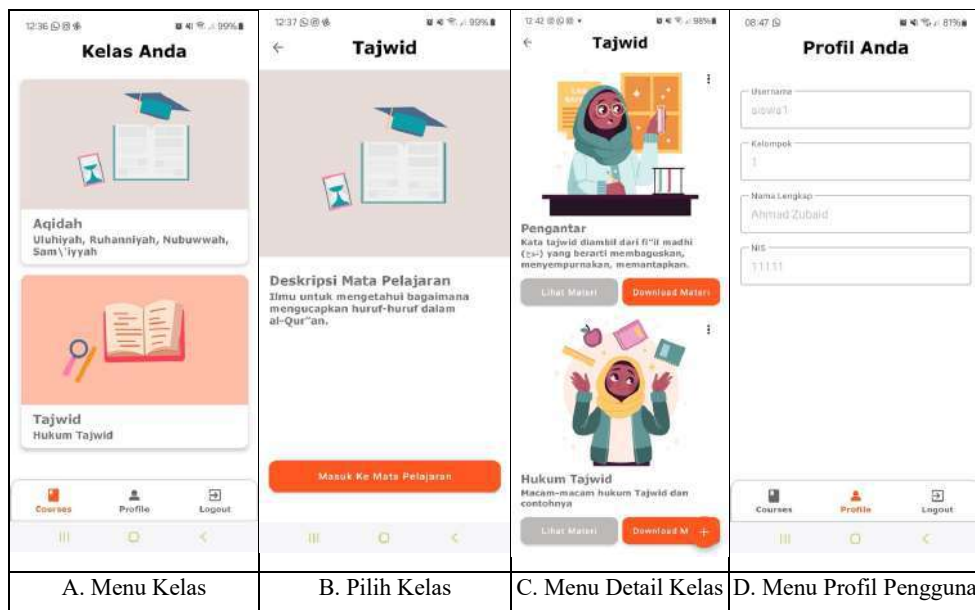 12:36
99%
Kelas Anda
Aqidah
Uluhiyah, Ruhanniyah, Nubuwwah,
Sam\'iyyah
Tajwid
Hukum Tajwid
Courses
Profile
Logout
A. Menu Kelas
12:37
99%
Tajwid
Deskripsi Mata Pelajaran
Ilmu untuk mengetahui bagaimana
mengucapkan huruf-huruf dalam
al-Qur"an.
Masuk Ke Mata Pelajaran
B. Pilih Kelas
12:42
98%
Tajwid
Pengantar
Kata tajwid diambil dari fi"il madhi
yang berarti membaguskan,
menyempurnakan, memantapkan.
Lihat Materi
Download Materi
Hukum Tajwid
Macam-macam hukum Tajwid dan
contohnya
Lihat Materi
Download M
C. Menu Detail Kelas
08:47
81%
Profil Anda
Username
siswa1
Kelompok
1
Nama Lengkap
Ahmad Zubaid
NIS
11111
Courses
Profile
Logout
D. Menu Profil Pengguna